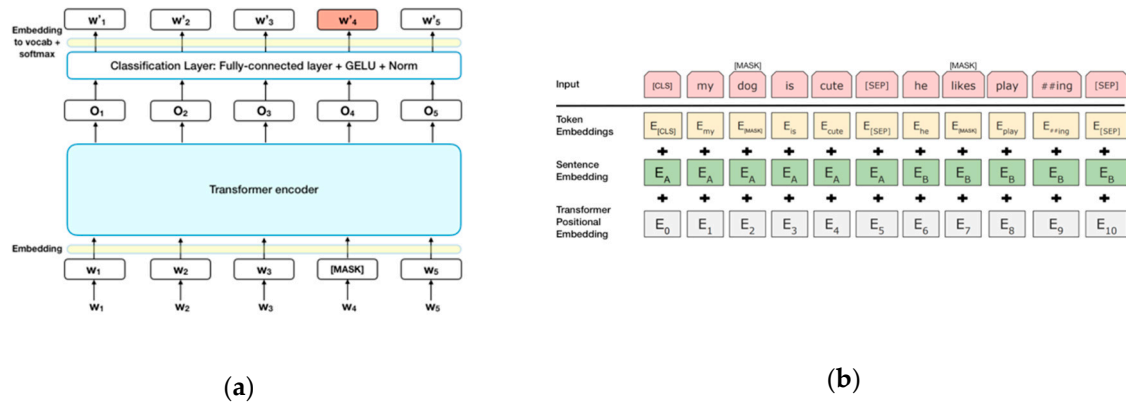 w'1 w'2 w'3 w'4 w'5
Embedding
to vocab +
softmax
Classification Layer: Fully-connected layer + GELU + Norm
O1 O2 O3 O4 O5
Transformer encoder
Embedding
W1 W2 W3 [MASK] W5
W1 W2 W3 W4 W5
(a)
[MASK] [MASK]
Input [CLS] my dog is cute [SEP] he likes play ##ing [SEP]
Token
Embeddings
E[CLS] Emy E[MASK] Eis Ecute E[SEP] Ehe E[MASK] Eplay E##ing E[SEP]
+ + + + + + + + + + +
Sentence
Embedding
EA EA EA EA EA EA EB EB EB EB EB
+ + + + + + + + + + +
Transformer
Positional
Embedding
E0 E1 E2 E3 E4 E5 E6 E7 E8 E9 E10
(b)